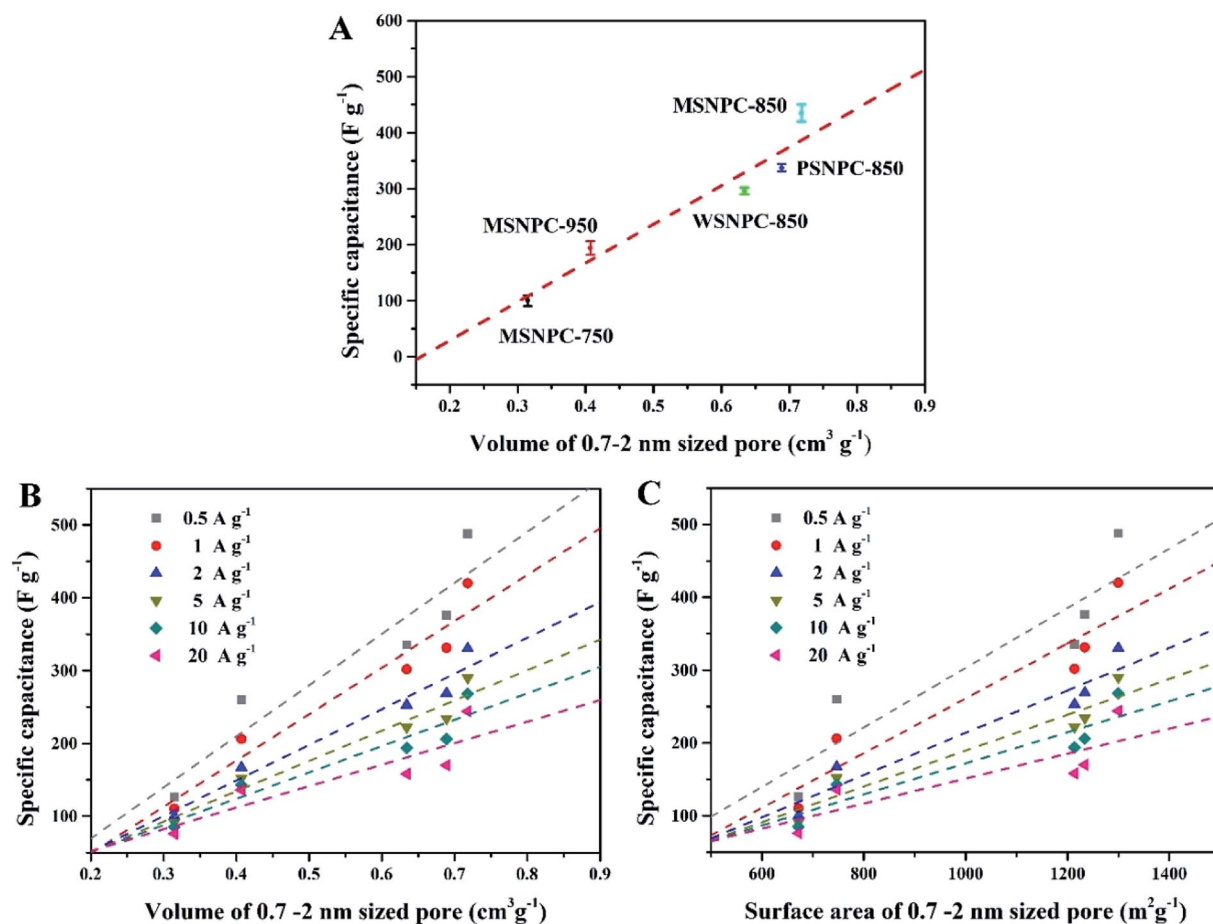 A
600
500
400
300
200
100
0
Specific capacitance (F g⁻¹)
MSNPC-850
PSNPC-850
WSNPC-850
MSNPC-950
MSNPC-750
0.2 0.3 0.4 0.5 0.6 0.7 0.8 0.9
Volume of 0.7-2 nm sized pore (cm³ g⁻¹)
B
500
400
300
200
100
Specific capacitance (F g⁻¹)
0.5 A g⁻¹
1 A g⁻¹
2 A g⁻¹
5 A g⁻¹
10 A g⁻¹
20 A g⁻¹
0.2 0.3 0.4 0.5 0.6 0.7 0.8 0.9
Volume of 0.7 -2 nm sized pore (cm³g⁻¹)
C
500
400
300
200
100
Specific capacitance (F g⁻¹)
0.5 A g⁻¹
1 A g⁻¹
2 A g⁻¹
5 A g⁻¹
10 A g⁻¹
20 A g⁻¹
600 800 1000 1200 1400
Surface area of 0.7 -2 nm sized pore (m²g⁻¹)